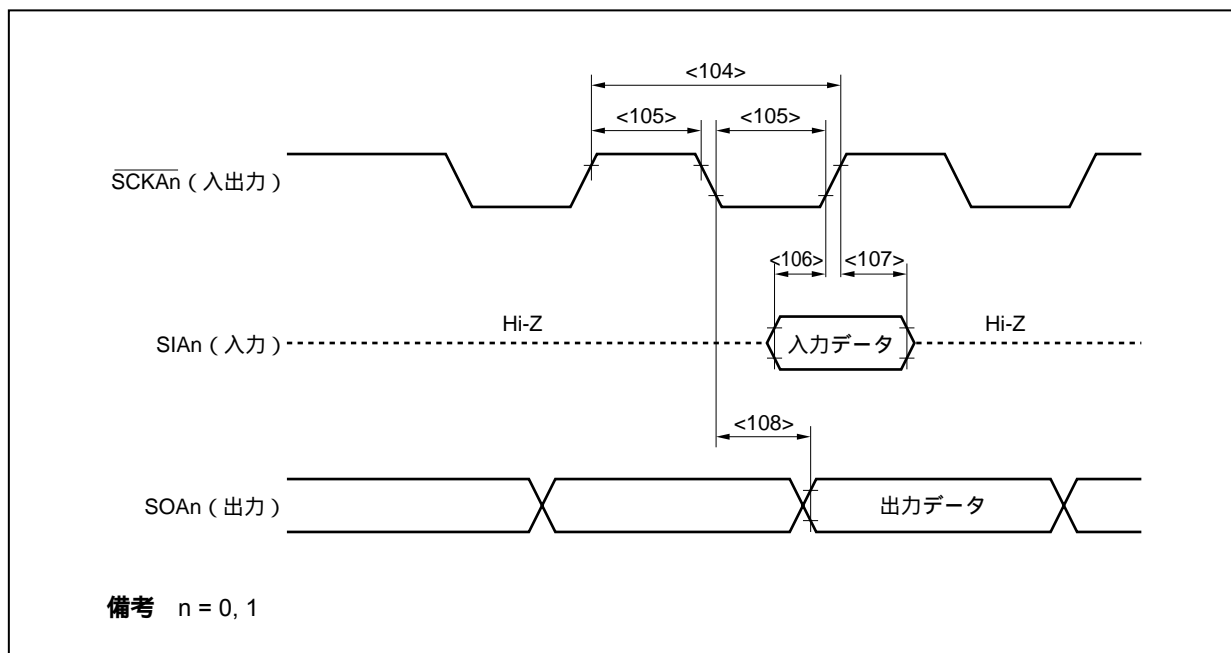 <104>
<105> <105>
SCKAn（入出力）
<106> <107>
Hi-Z Hi-Z
SIAn（入力） 入力データ
<108>
SOAn（出力） 出力データ
備考 n = 0, 1